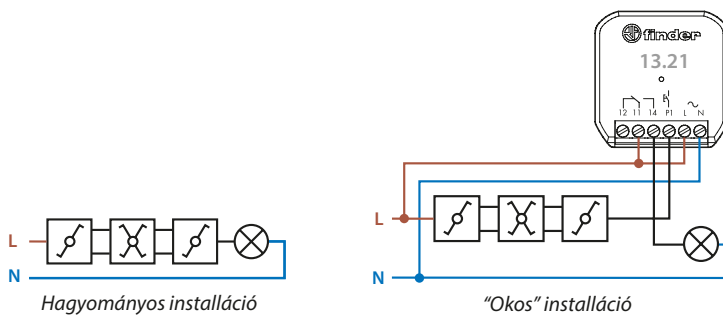 finder
13.21
12 11 14 P1 L N
L
N
Hagyományos installáció
L
N
"Okos" installáció